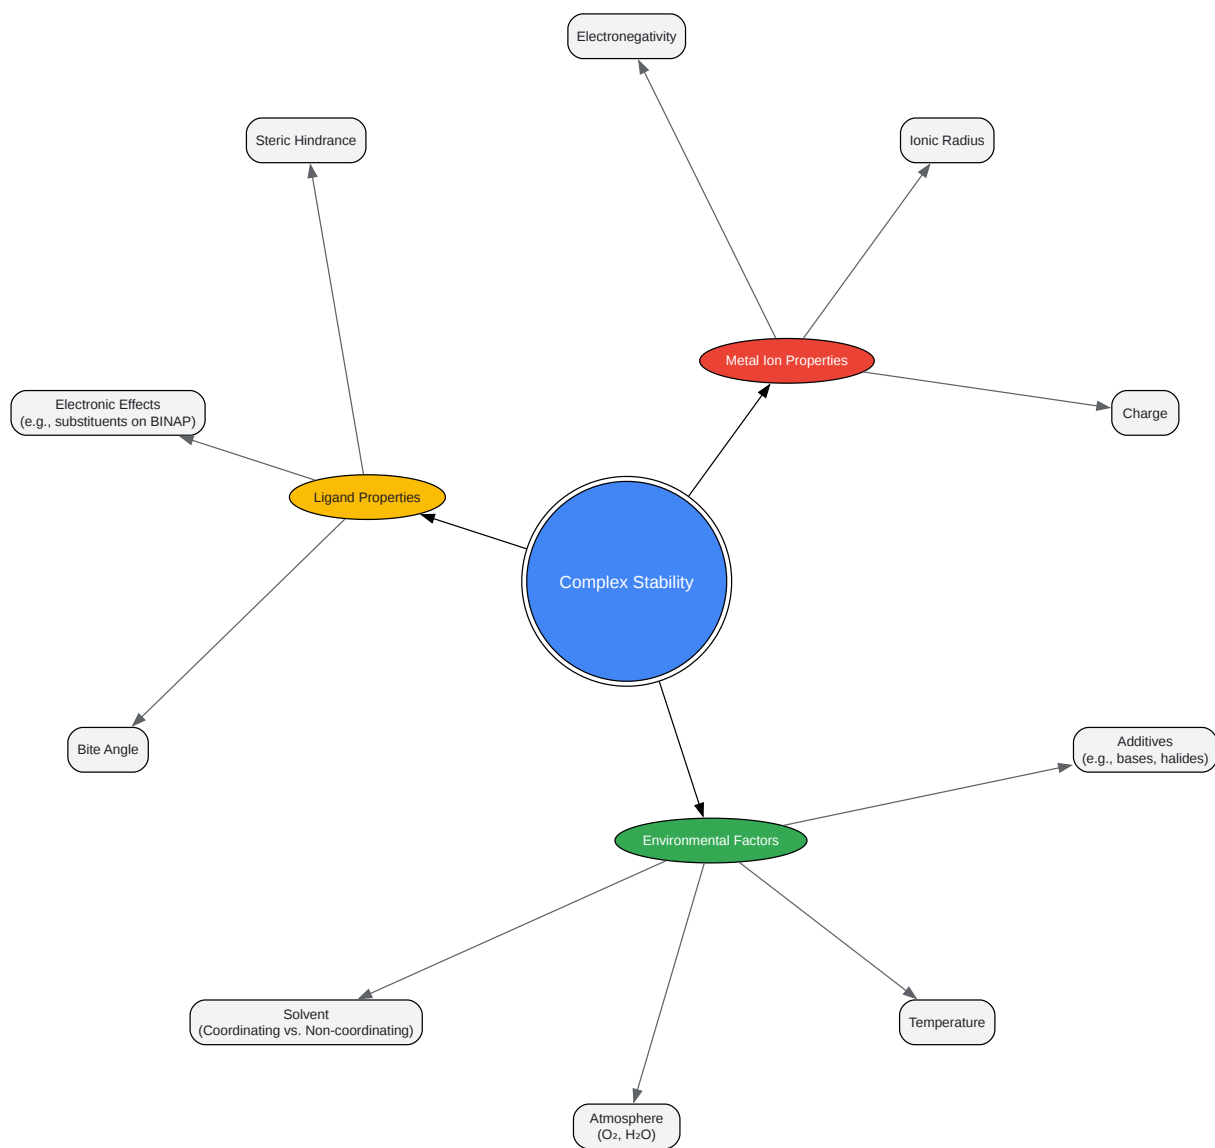 Electronegativity
Steric Hindrance
Ionic Radius
Metal Ion Properties
Electronic Effects
(e.g., substituents on BINAP)
Charge
Ligand Properties
Complex Stability
Bite Angle
Additives
(e.g., bases, halides)
Environmental Factors
Solvent
(Coordinating vs. Non-coordinating)
Temperature
Atmosphere
(O₂, H₂O)